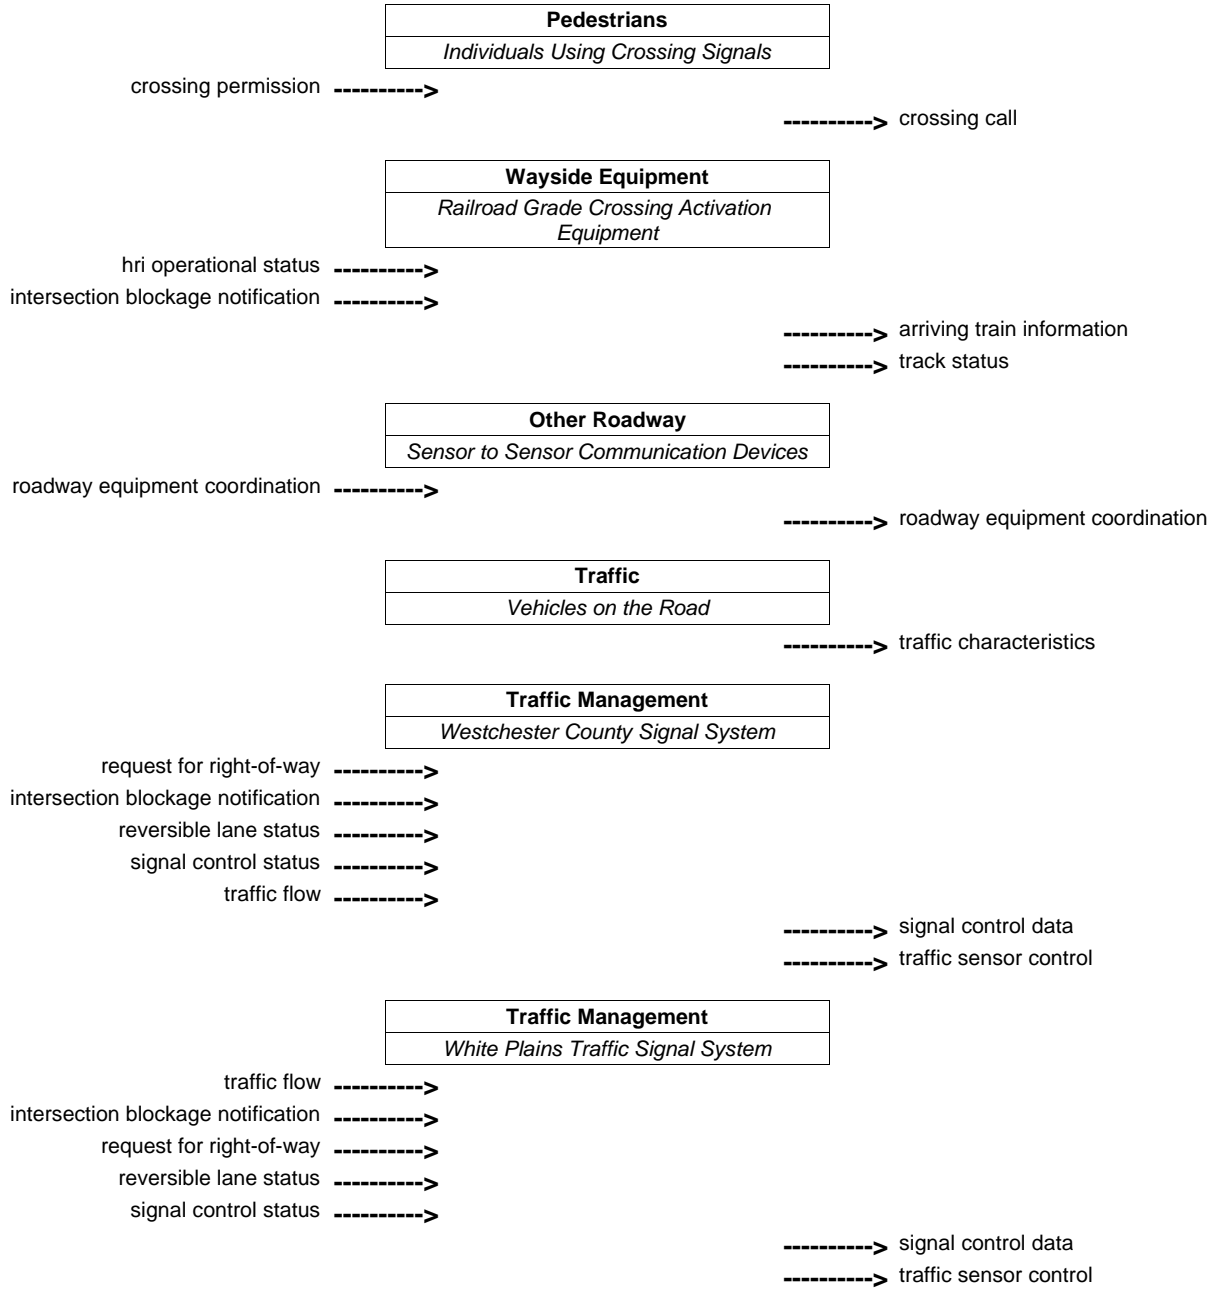 Pedestrians
Individuals Using Crossing Signals
crossing permission ---------->
----------> crossing call
Wayside Equipment
Railroad Grade Crossing Activation
Equipment
hri operational status ---------->
intersection blockage notification ---------->
----------> arriving train information
----------> track status
Other Roadway
Sensor to Sensor Communication Devices
roadway equipment coordination ---------->
----------> roadway equipment coordination
Traffic
Vehicles on the Road
----------> traffic characteristics
Traffic Management
Westchester County Signal System
request for right-of-way ---------->
intersection blockage notification ---------->
reversible lane status ---------->
signal control status ---------->
traffic flow ---------->
----------> signal control data
----------> traffic sensor control
Traffic Management
White Plains Traffic Signal System
traffic flow ---------->
intersection blockage notification ---------->
request for right-of-way ---------->
reversible lane status ---------->
signal control status ---------->
----------> signal control data
----------> traffic sensor control